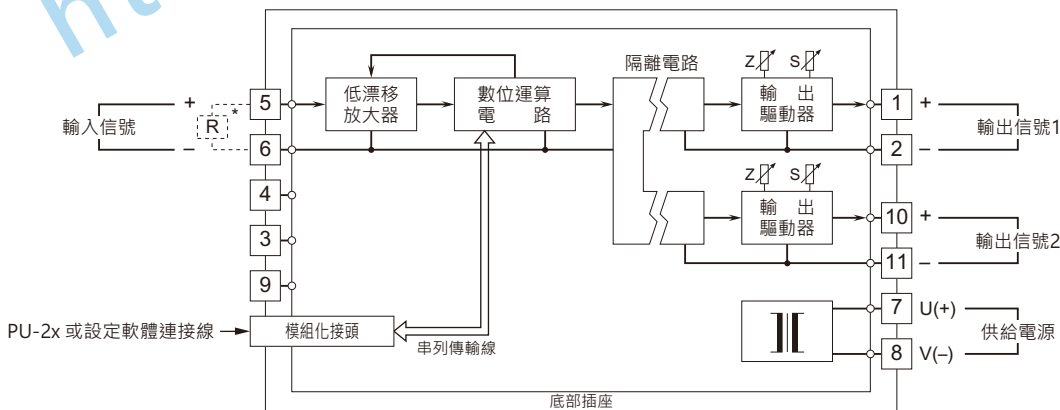 ht
隔離電路
Z S
5
低漂移
放大器
數位運算
電 路
輸 出
驅動器
1
+
輸入信號
+
R
*
–
輸出信號1
6
2
–
4
Z S
輸 出
驅動器
10
+
3
輸出信號2
11
–
9
7
U(+)
PU-2x 或設定軟體連接線
模組化接頭
串列傳輸線
供給電源
8
V(–)
底部插座